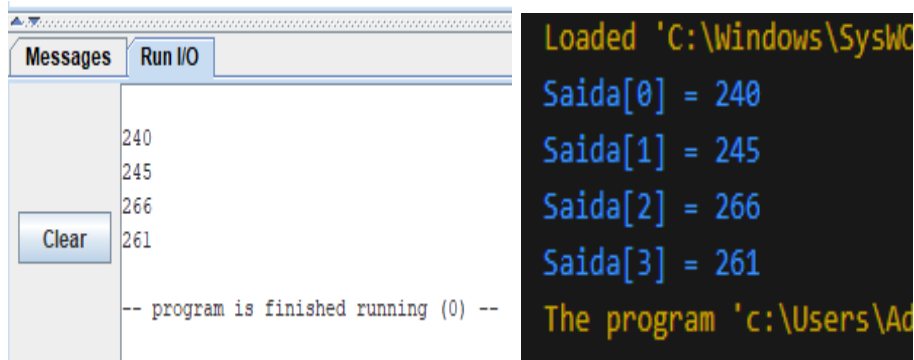 Messages Run I/O
240
245
266
261
Clear
-- program is finished running (0) --
Loaded 'C:\Windows\SysWO
Saida[0] = 240
Saida[1] = 245
Saida[2] = 266
Saida[3] = 261
The program 'c:\Users\Ad